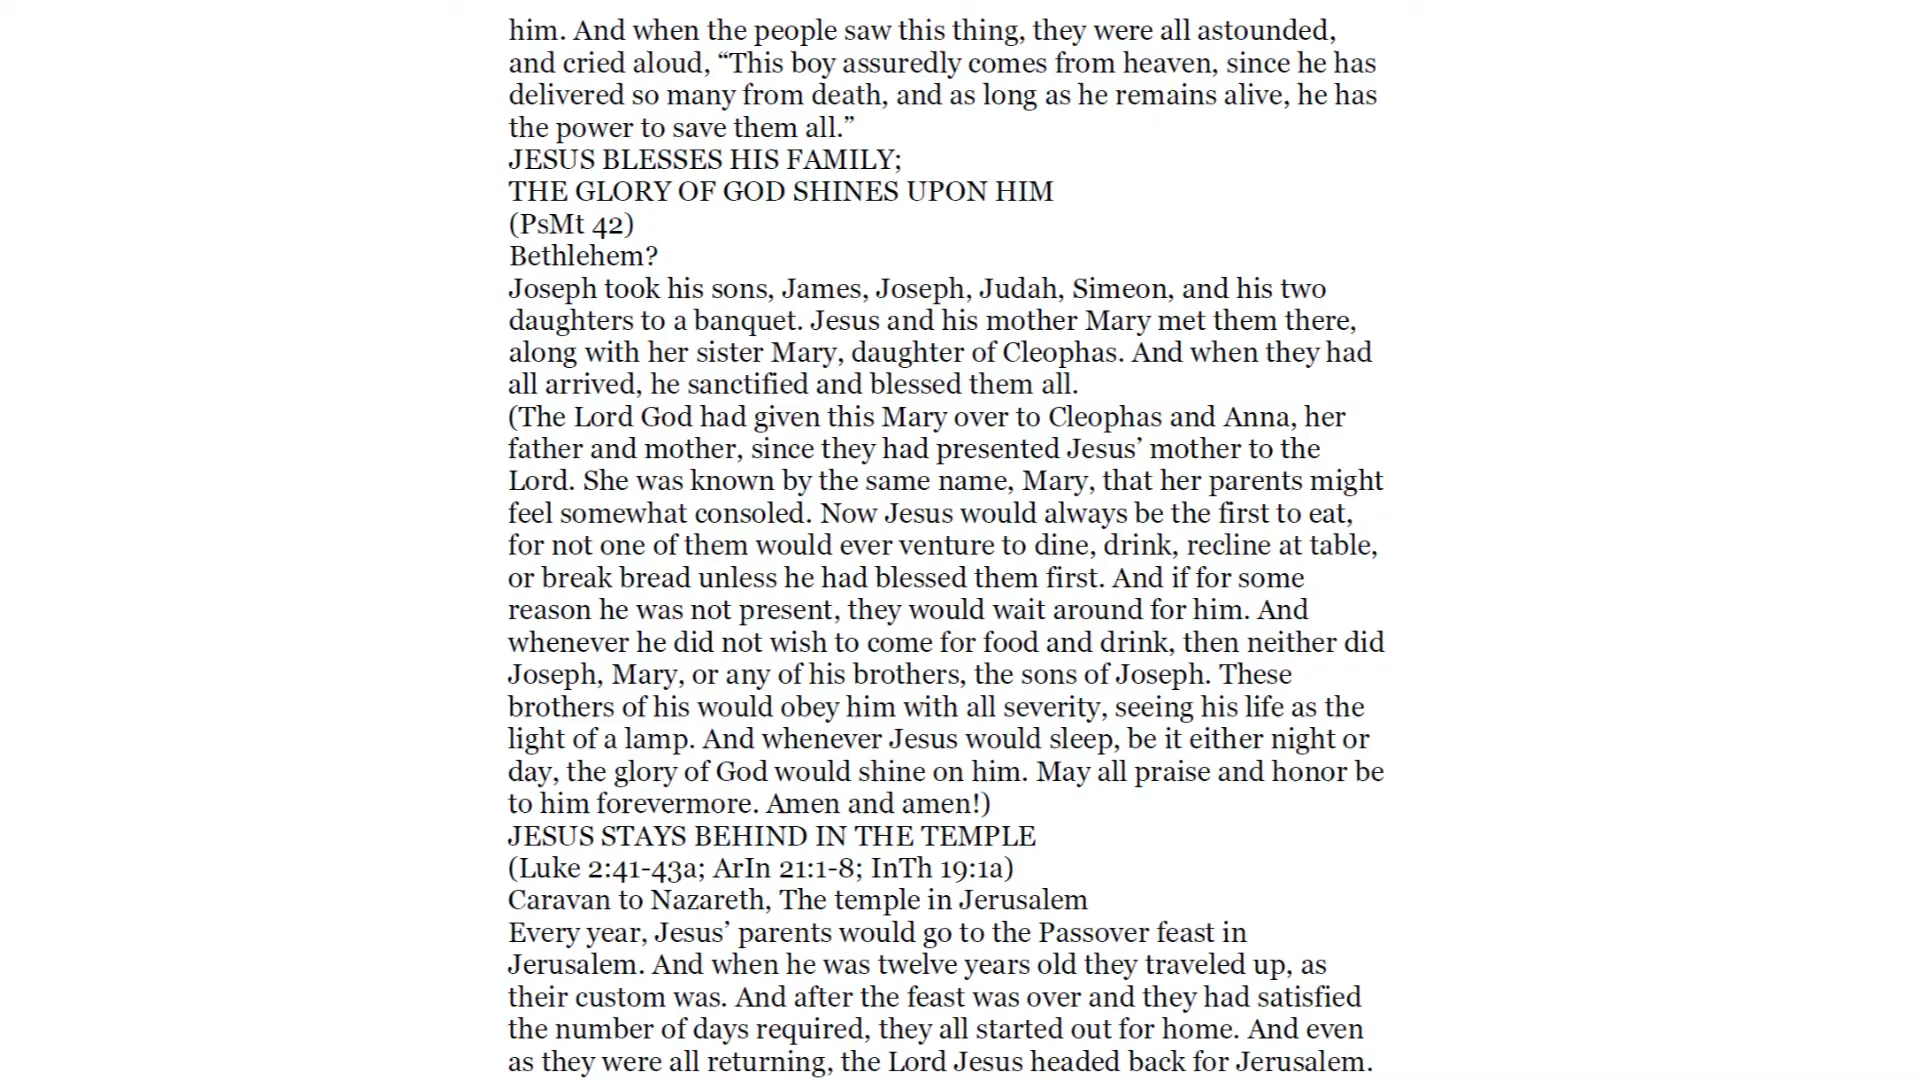 him. And when the people saw this thing, they were all astounded,
and cried aloud, “This boy assuredly comes from heaven, since he has
delivered so many from death, and as long as he remains alive, he has
the power to save them all.”
JESUS BLESSES HIS FAMILY;
THE GLORY OF GOD SHINES UPON HIM
(PsMt 42)
Bethlehem?
Joseph took his sons, James, Joseph, Judah, Simeon, and his two
daughters to a banquet. Jesus and his mother Mary met them there,
along with her sister Mary, daughter of Cleophas. And when they had
all arrived, he sanctified and blessed them all.
(The Lord God had given this Mary over to Cleophas and Anna, her
father and mother, since they had presented Jesus’ mother to the
Lord. She was known by the same name, Mary, that her parents might
feel somewhat consoled. Now Jesus would always be the first to eat,
for not one of them would ever venture to dine, drink, recline at table,
or break bread unless he had blessed them first. And if for some
reason he was not present, they would wait around for him. And
whenever he did not wish to come for food and drink, then neither did
Joseph, Mary, or any of his brothers, the sons of Joseph. These
brothers of his would obey him with all severity, seeing his life as the
light of a lamp. And whenever Jesus would sleep, be it either night or
day, the glory of God would shine on him. May all praise and honor be
to him forevermore. Amen and amen!)
JESUS STAYS BEHIND IN THE TEMPLE
(Luke 2:41-43a; ArIn 21:1-8; InTh 19:1a)
Caravan to Nazareth, The temple in Jerusalem
Every year, Jesus’ parents would go to the Passover feast in
Jerusalem. And when he was twelve years old they traveled up, as
their custom was. And after the feast was over and they had satisfied
the number of days required, they all started out for home. And even
as they were all returning, the Lord Jesus headed back for Jerusalem.